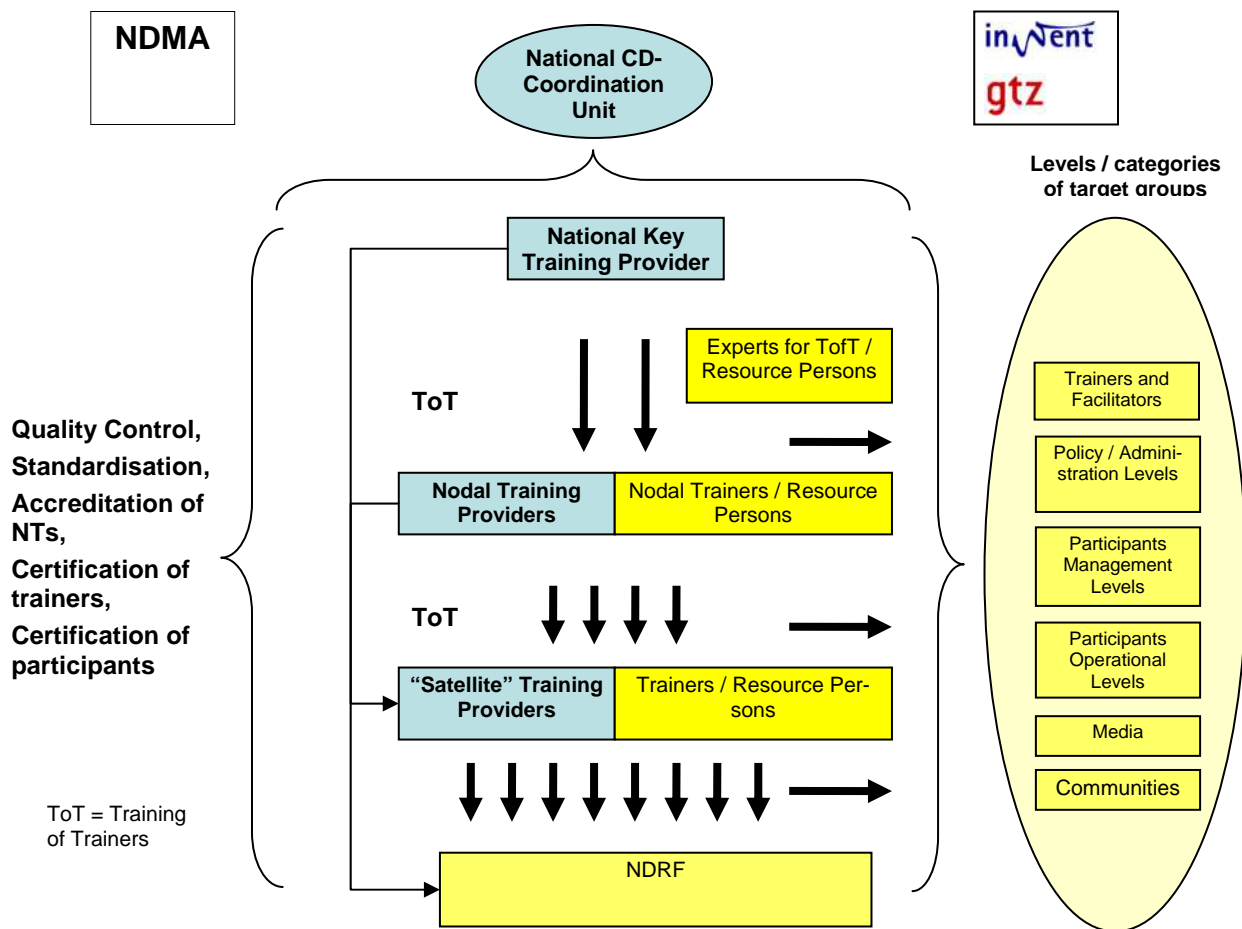 NDMA
National CD-
Coordination
Unit
inwent
gtz
Levels / categories
of target groups
National Key
Training Provider
Experts for TofT /
Resource Persons
ToT
Nodal Training
Providers
Nodal Trainers / Resource
Persons
ToT
“Satellite” Training
Providers
Trainers / Resource Per-
sons
NDRF
Quality Control,
Standardisation,
Accreditation of
NTs,
Certification of
trainers,
Certification of
participants
ToT = Training
of Trainers
Trainers and
Facilitators
Policy / Admini-
stration Levels
Participants
Management
Levels
Participants
Operational
Levels
Media
Communities